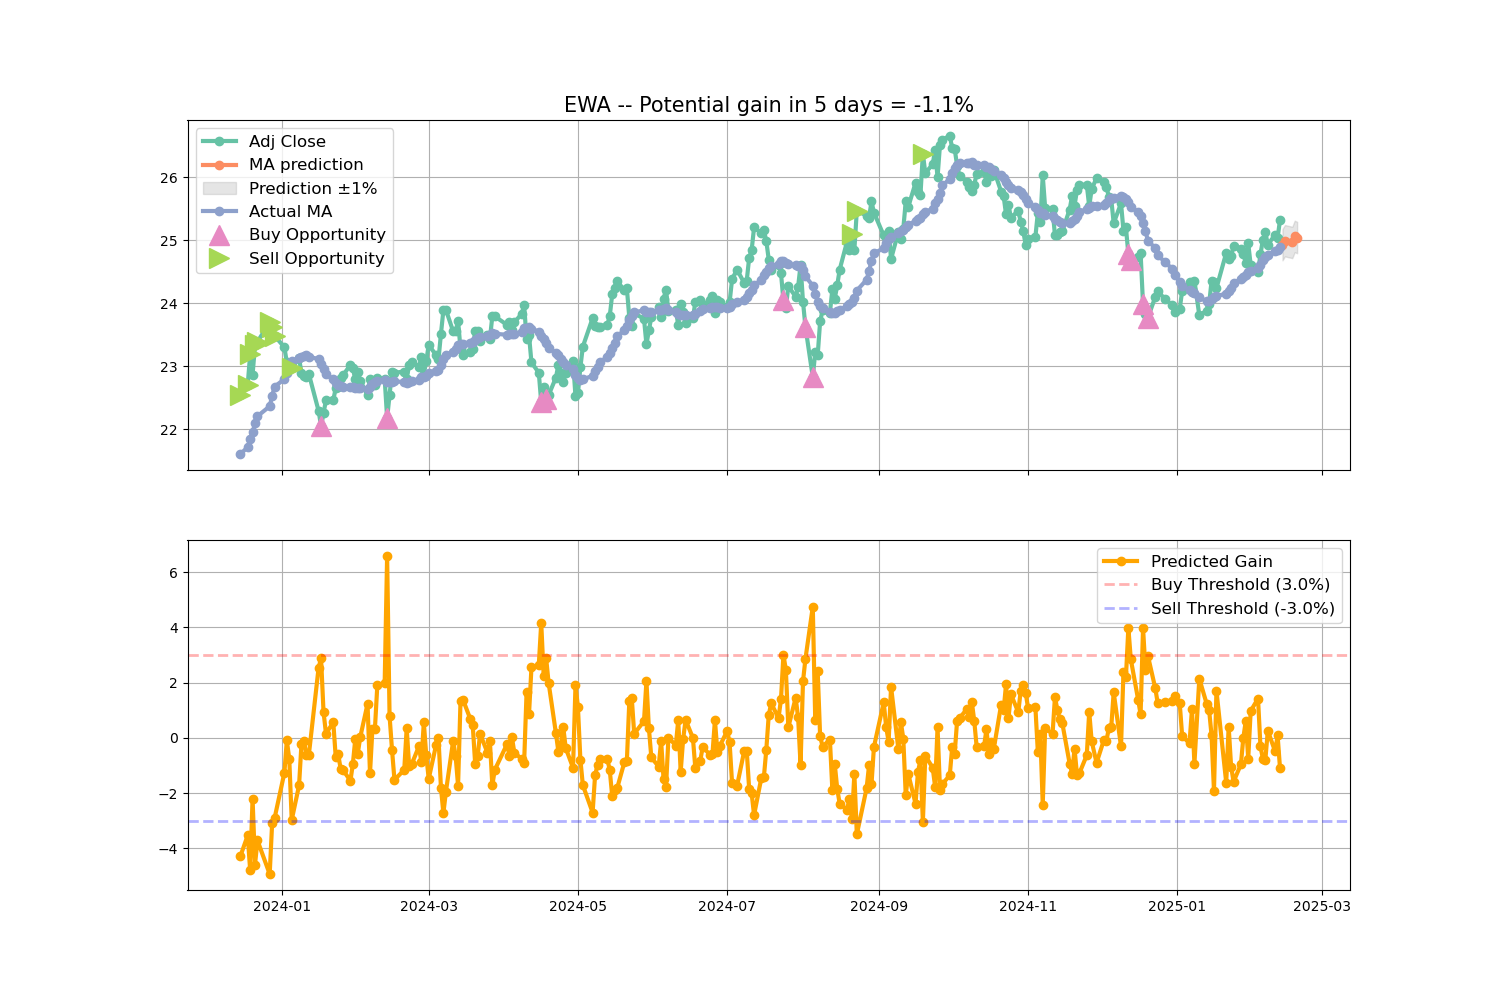 EWA -- Potential gain in 5 days = -1.1%
Adj Close
MA prediction
Prediction ±1%
Actual MA
Buy Opportunity
Sell Opportunity
26
25
24
23
22
Predicted Gain
Buy Threshold (3.0%)
Sell Threshold (-3.0%)
6
4
2
0
−2
−4
2024-01 2024-03 2024-05 2024-07 2024-09 2024-11 2025-01 2025-03